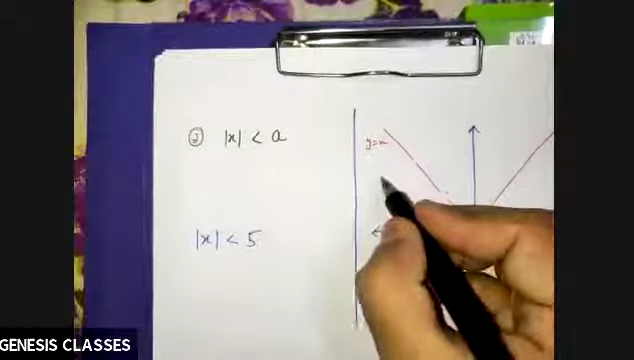 ② |x| < a
y=x
|x| < 5
GENESIS CLASSES